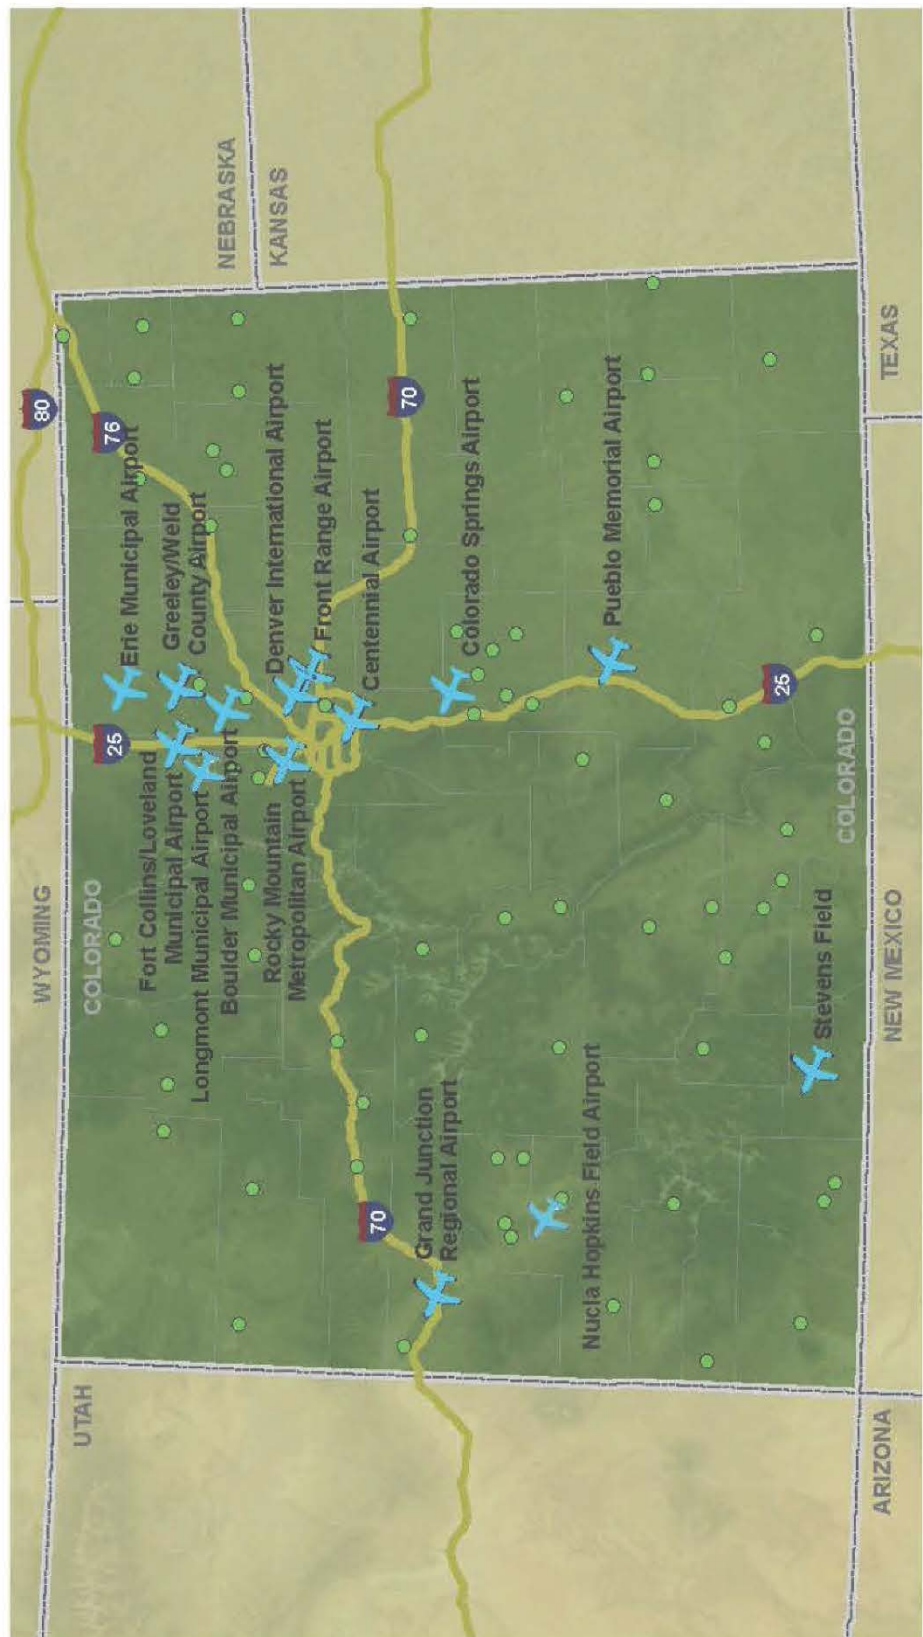 WYOMING
NEBRASKA
KANSAS
UTAH
COLORADO
80
76
25
Erie Municipal Airport
Greeley/Weld
County Airport
Fort Collins/Loveland
Municipal Airport
Longmont Municipal Airport
Boulder Municipal Airport
Rocky Mountain
Metropolitan Airport
Denver International Airport
Front Range Airport
Centennial Airport
70
70
Grand Junction
Regional Airport
Colorado Springs Airport
Nucla Hopkins Field Airport
Pueblo Memorial Airport
25
Stevens Field
COLORADO
ARIZONA
NEW MEXICO
TEXAS